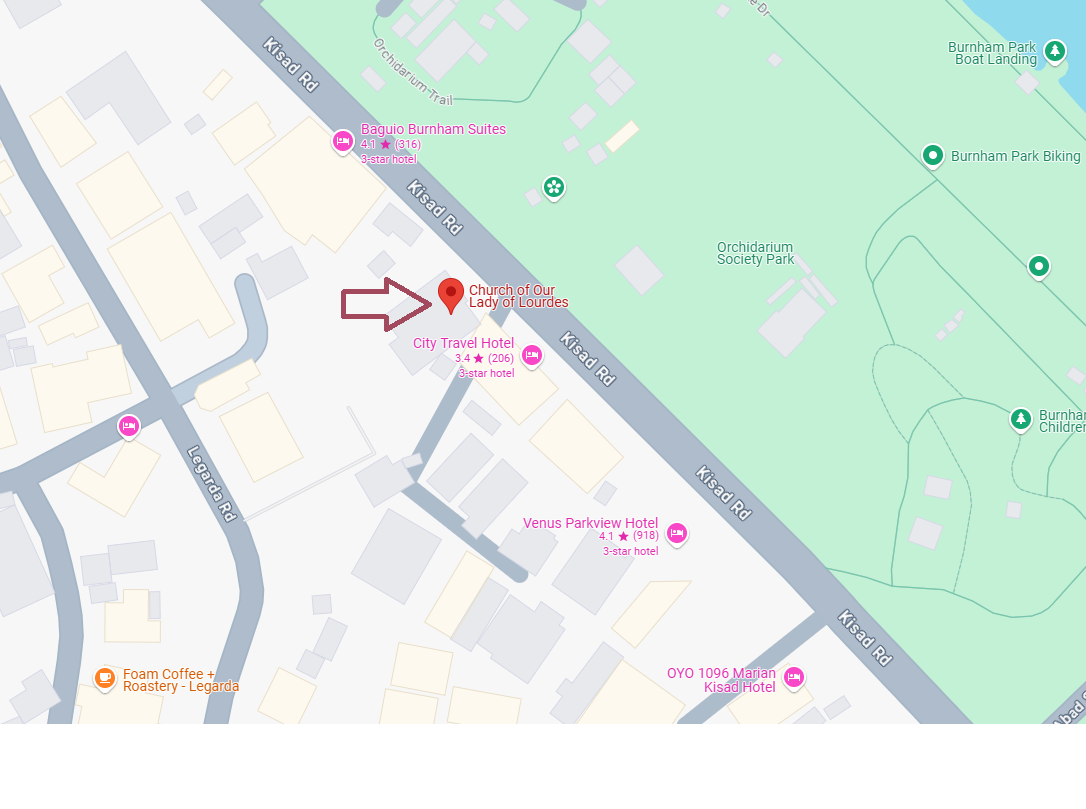 Kisad Rd
Orchidarium Trail
Burnham Park
Boat Landing
Baguio Burnham Suites
4.1 ★ (316)
3-star hotel
Burnham Park Biking
Kisad Rd
Orchidarium
Society Park
Church of Our
Lady of Lourdes
City Travel Hotel
3.4 ★ (206)
3-star hotel
Kisad Rd
Burnha
Children
Legarda Rd
Kisad Rd
Venus Parkview Hotel
4.1 ★ (918)
3-star hotel
Kisad Rd
Foam Coffee +
Roastery - Legarda
OYO 1096 Marian
Kisad Hotel
Abad